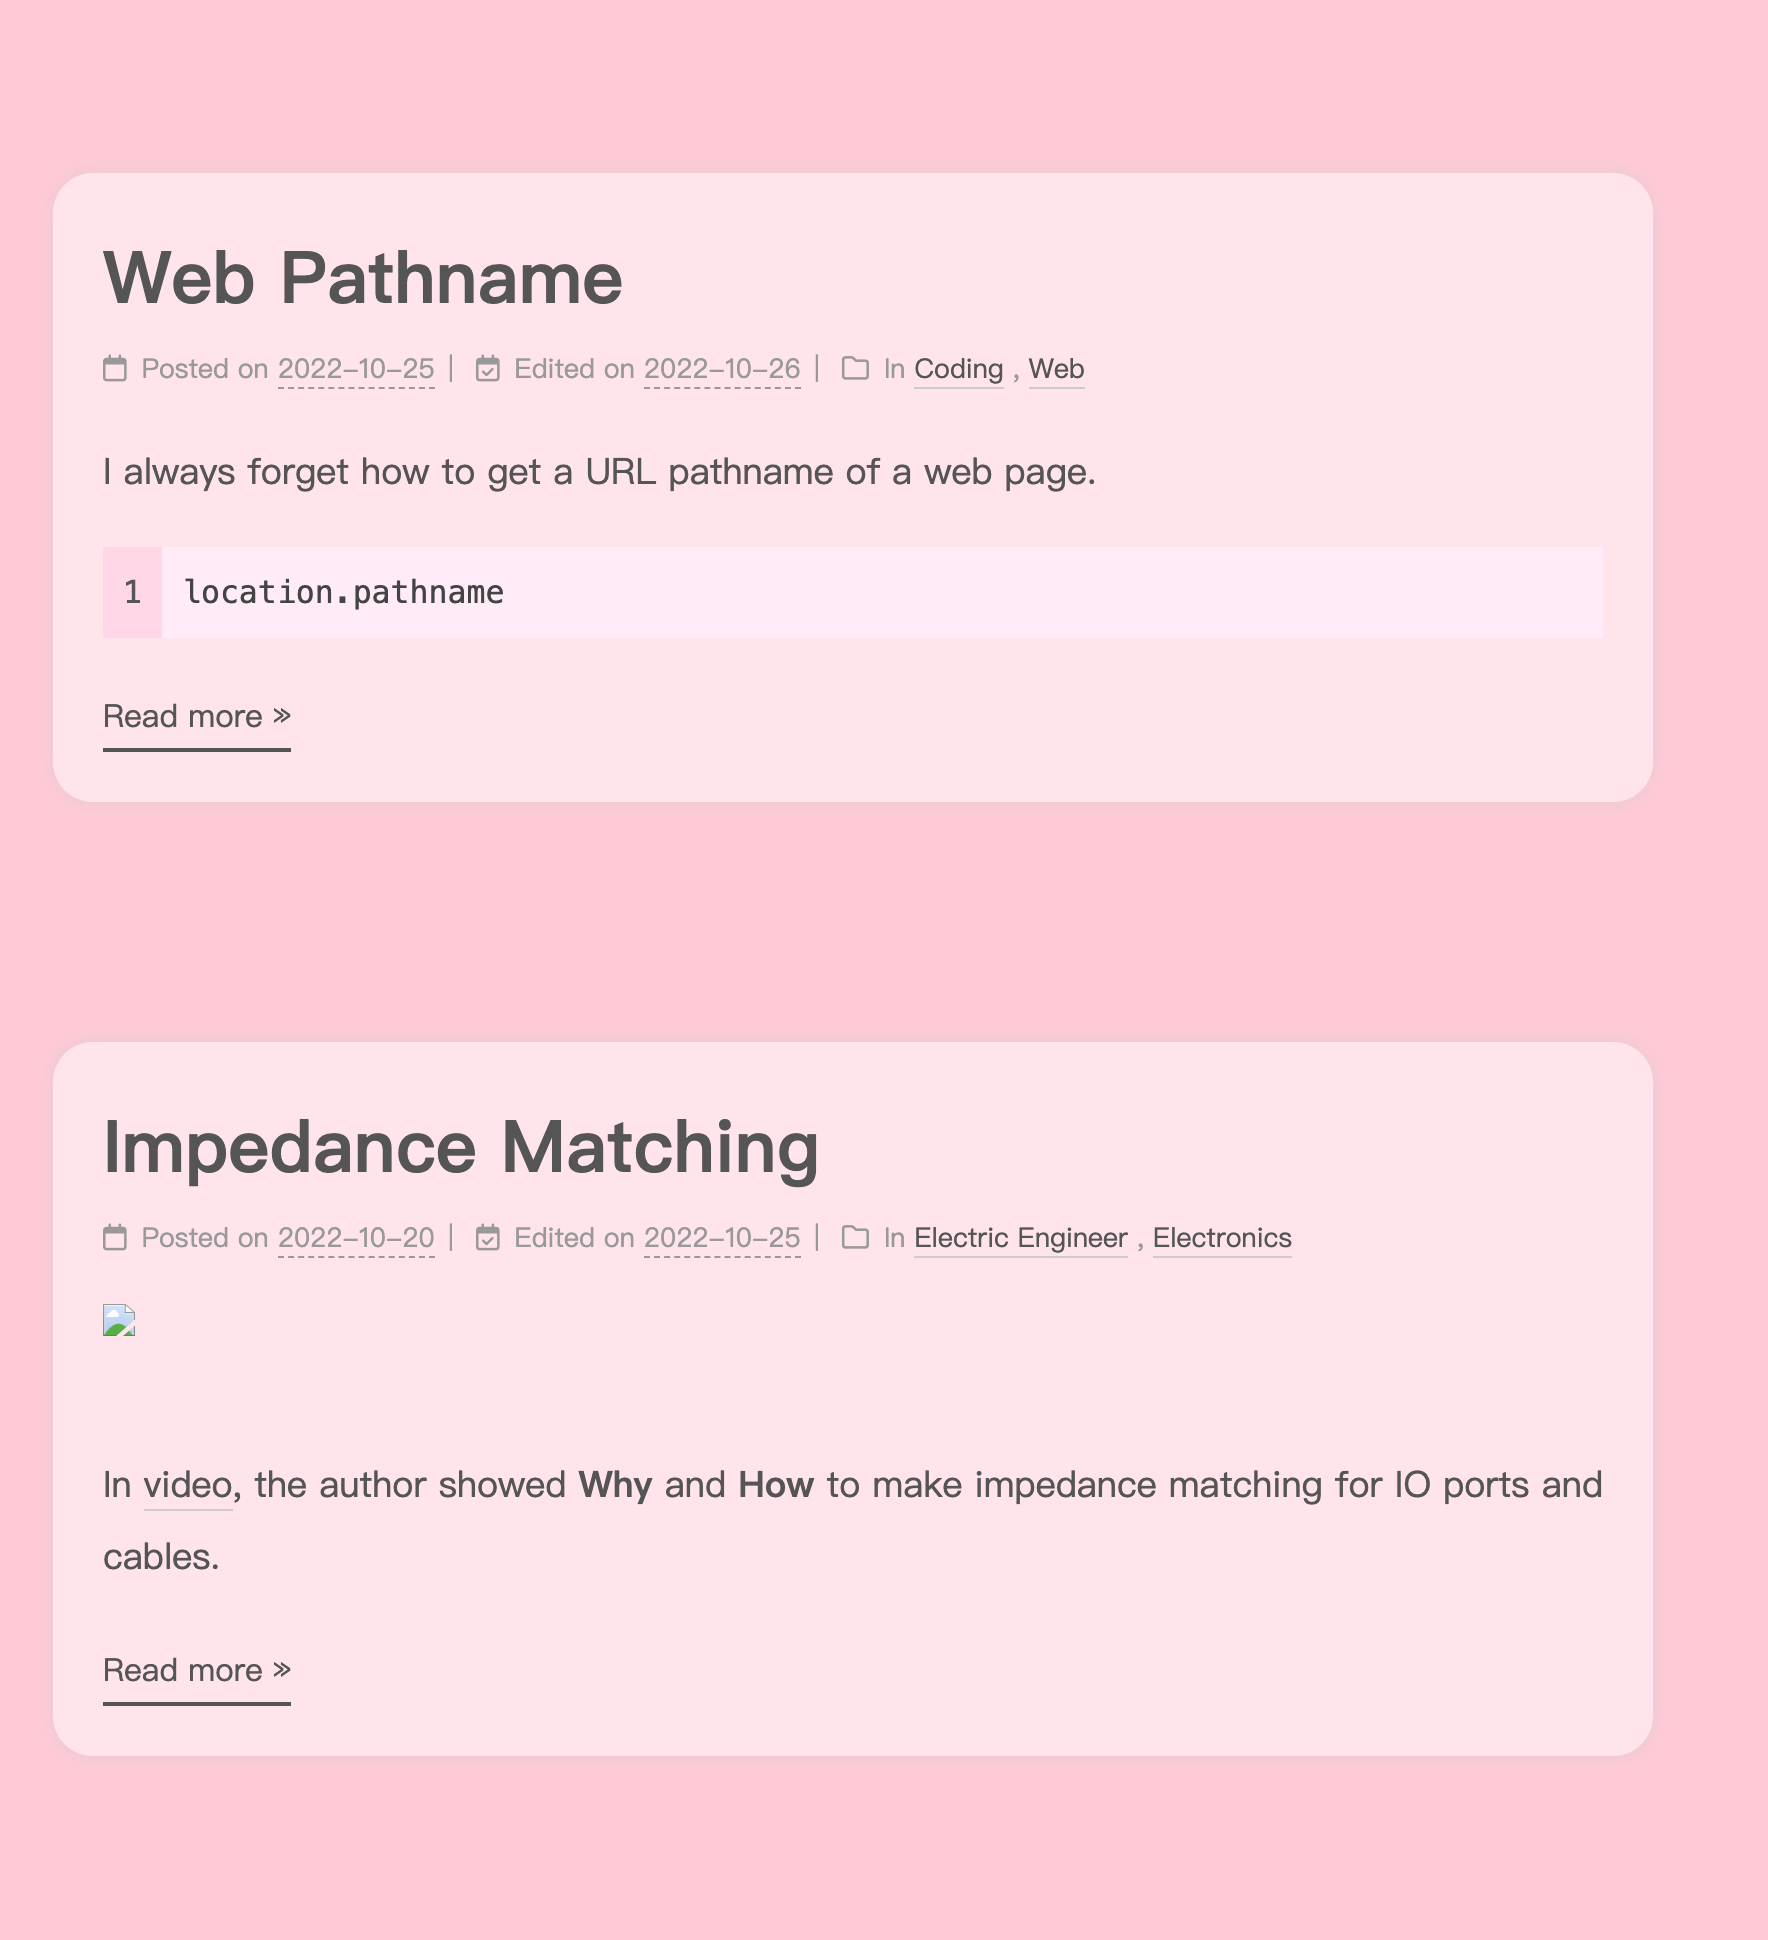 Web Pathname
Posted on 2022-10-25 | Edited on 2022-10-26 | In Coding , Web
I always forget how to get a URL pathname of a web page.
1 location.pathname
Read more »
Impedance Matching
Posted on 2022-10-20 | Edited on 2022-10-25 | In Electric Engineer , Electronics
In video, the author showed Why and How to make impedance matching for IO ports and
cables.
Read more »